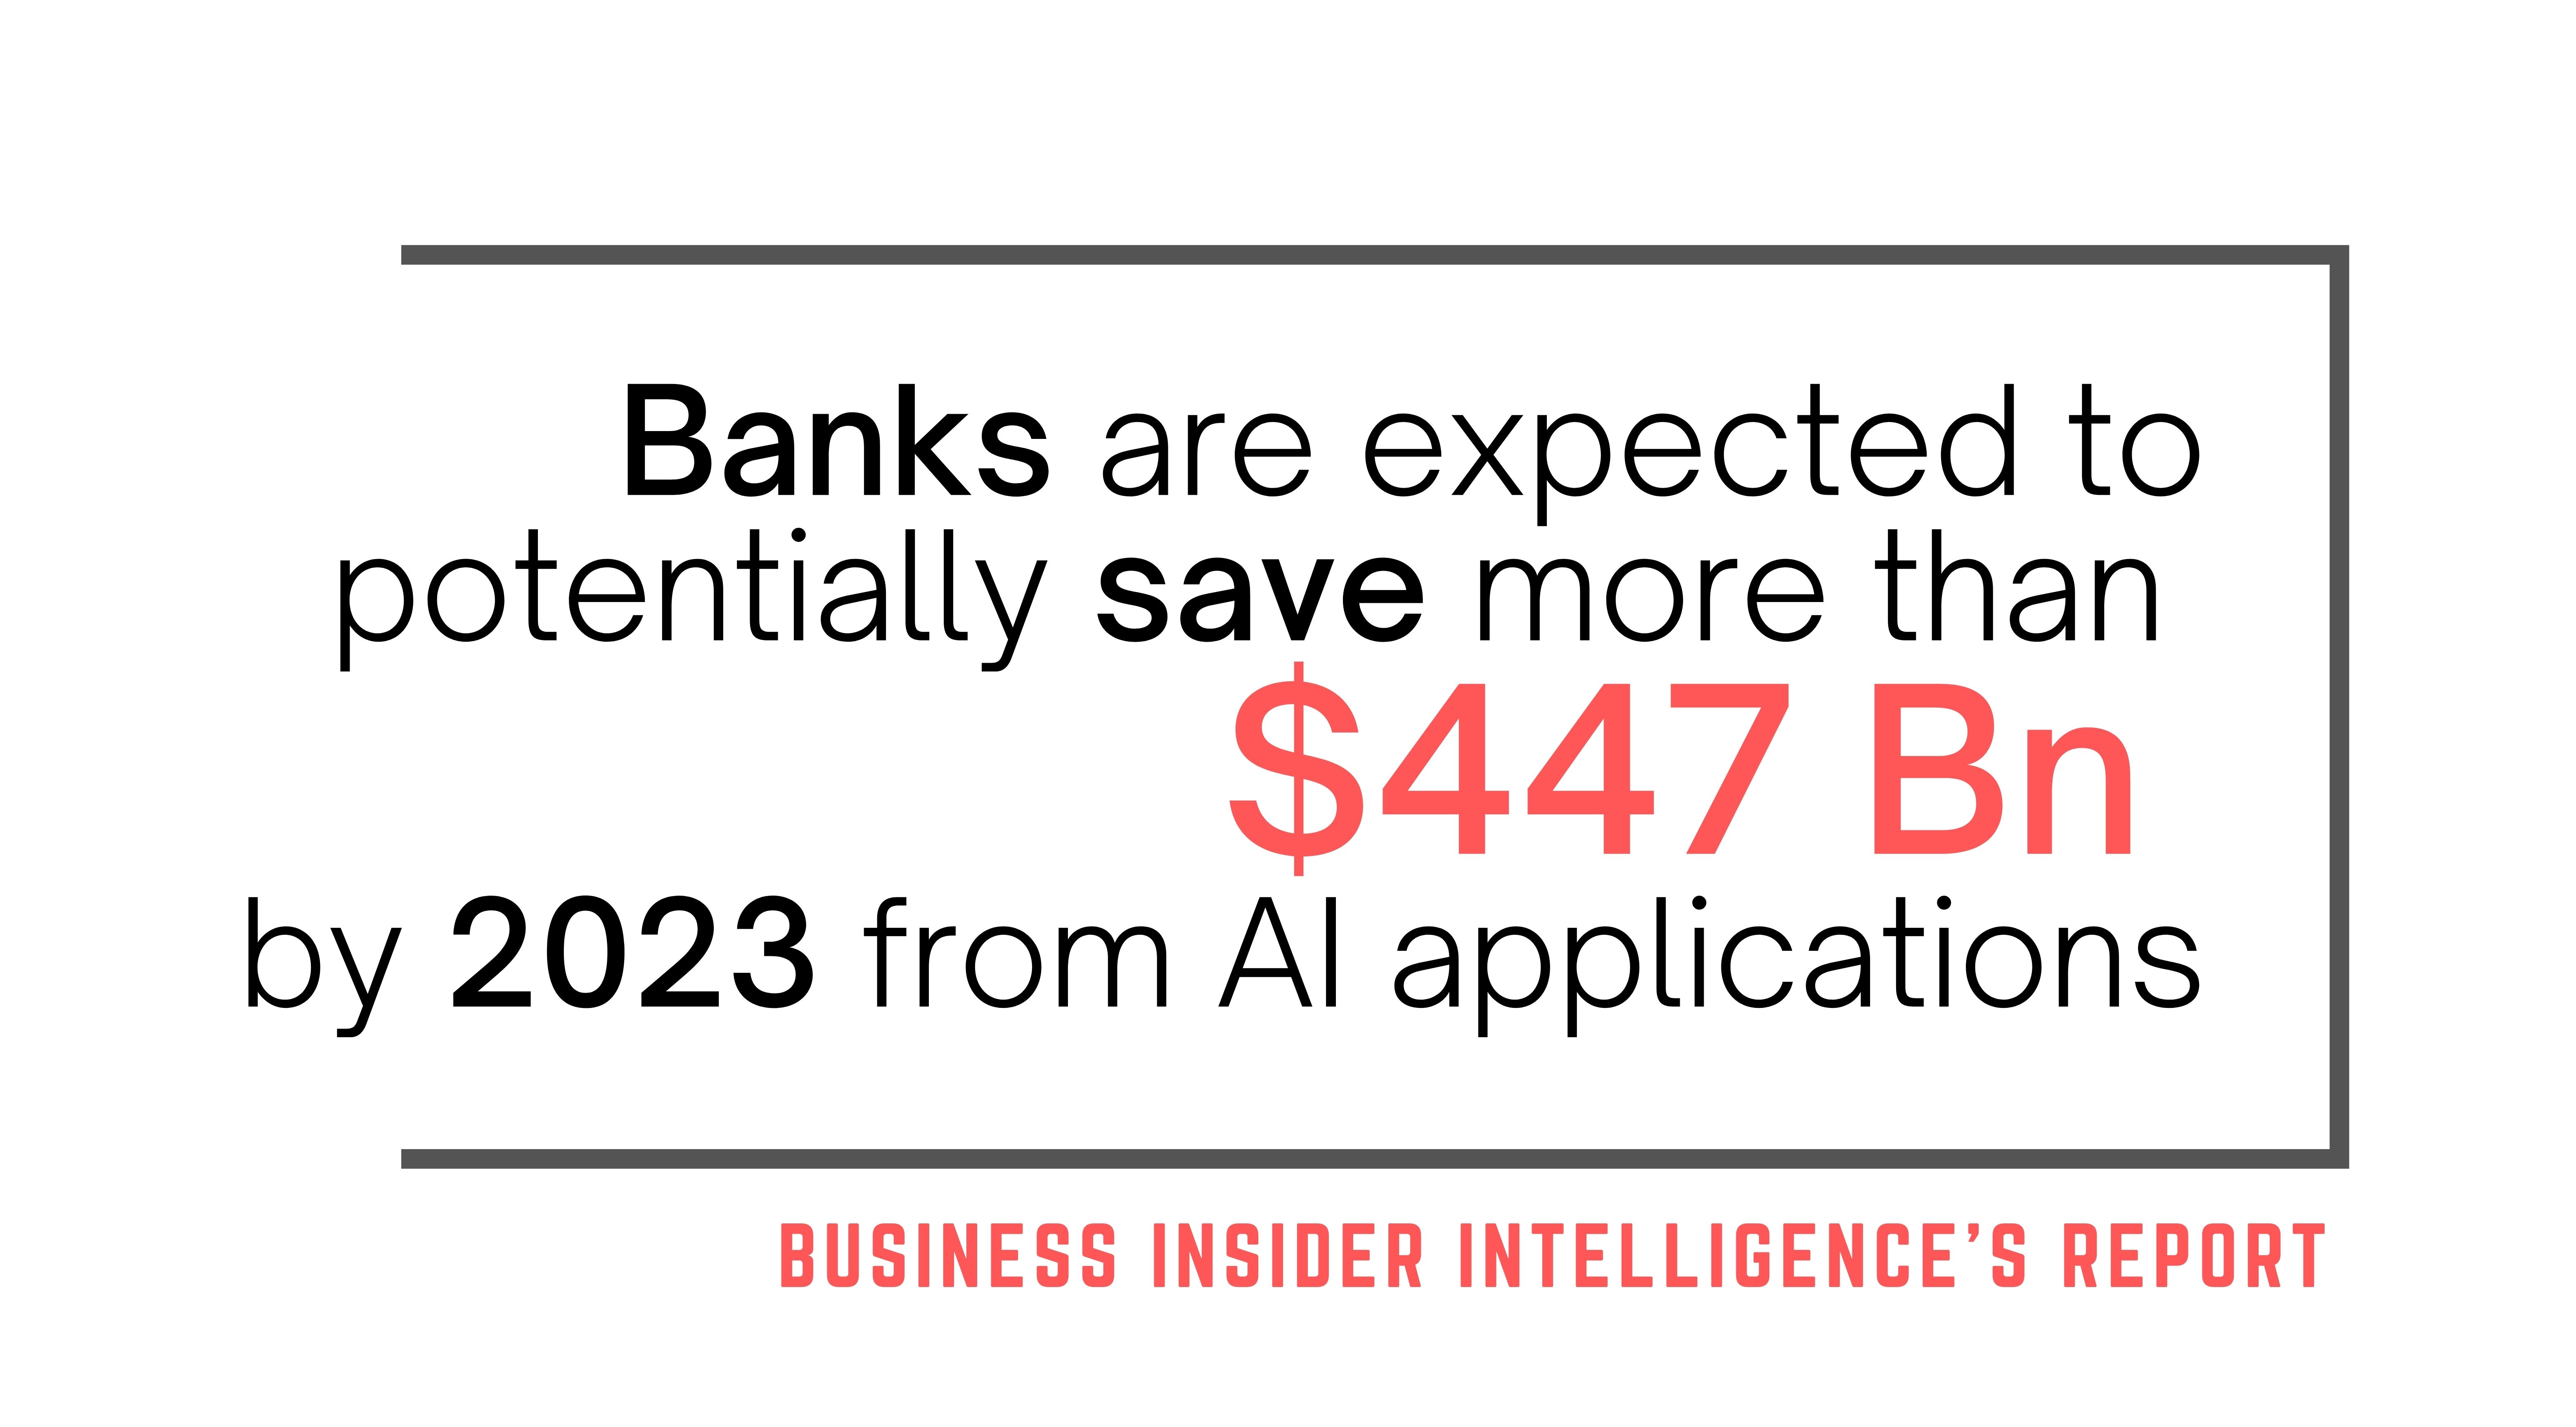 Banks are expected to
potentially save more than
$447 Bn
by 2023 from AI applications
BUSINESS INSIDER INTELLIGENCE'S REPORT